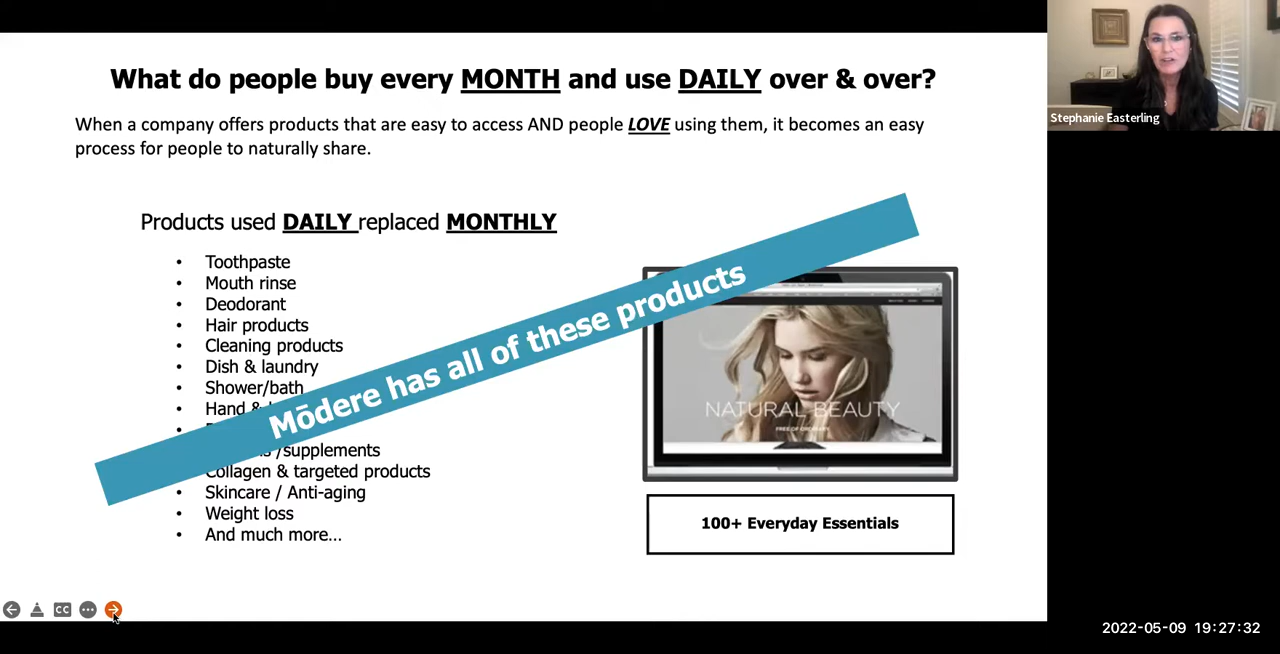 What do people buy every MONTH and use DAILY over & over?
When a company offers products that are easy to access AND people LOVE using them, it becomes an easy
process for people to naturally share.
Stephanie Easterling
Products used DAILY replaced MONTHLY
• Toothpaste
• Mouth rinse
• Deodorant
• Hair products
• Cleaning products
• Dish & laundry
• Shower/bath
• Hand &
•
/supplements
• Collagen & targeted products
• Skincare / Anti-aging
• Weight loss
• And much more...
Mōdere has all of these products
NATURAL BEAUTY
100+ Everyday Essentials
CC
2022-05-09 19:27:32